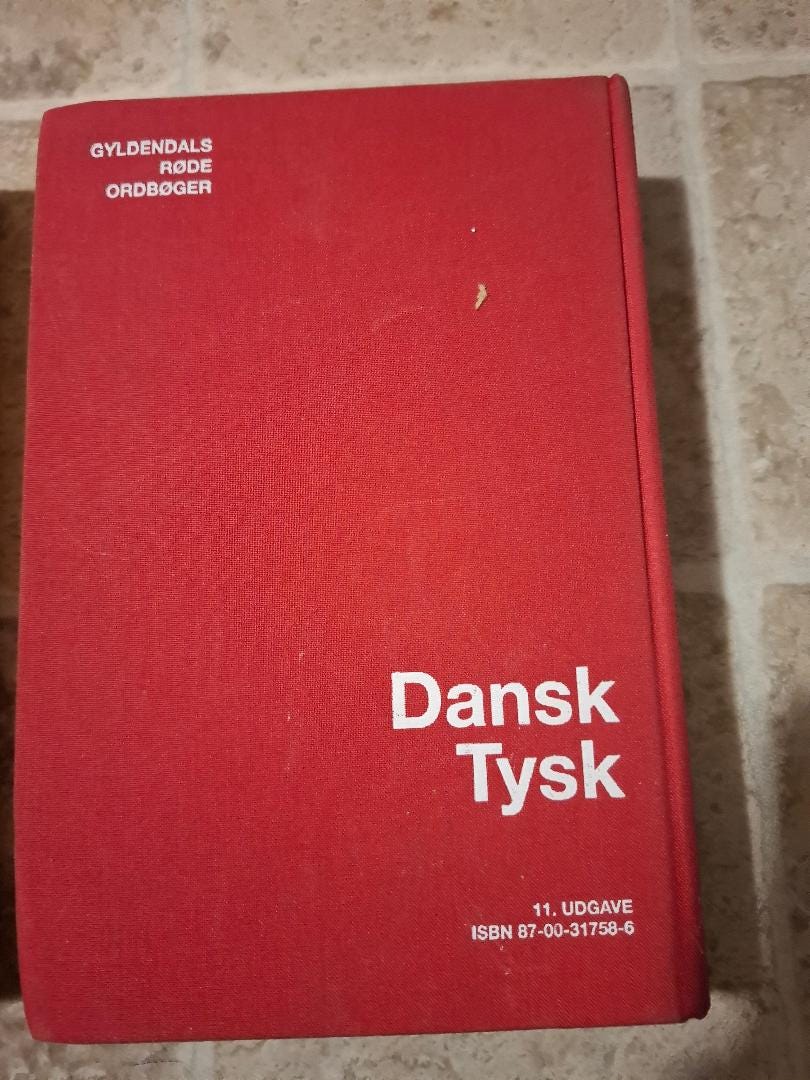 GYLDENDALS
RØDE
ORDBØGER
Dansk
Tysk
11. UDGAVE
ISBN 87-00-31758-6